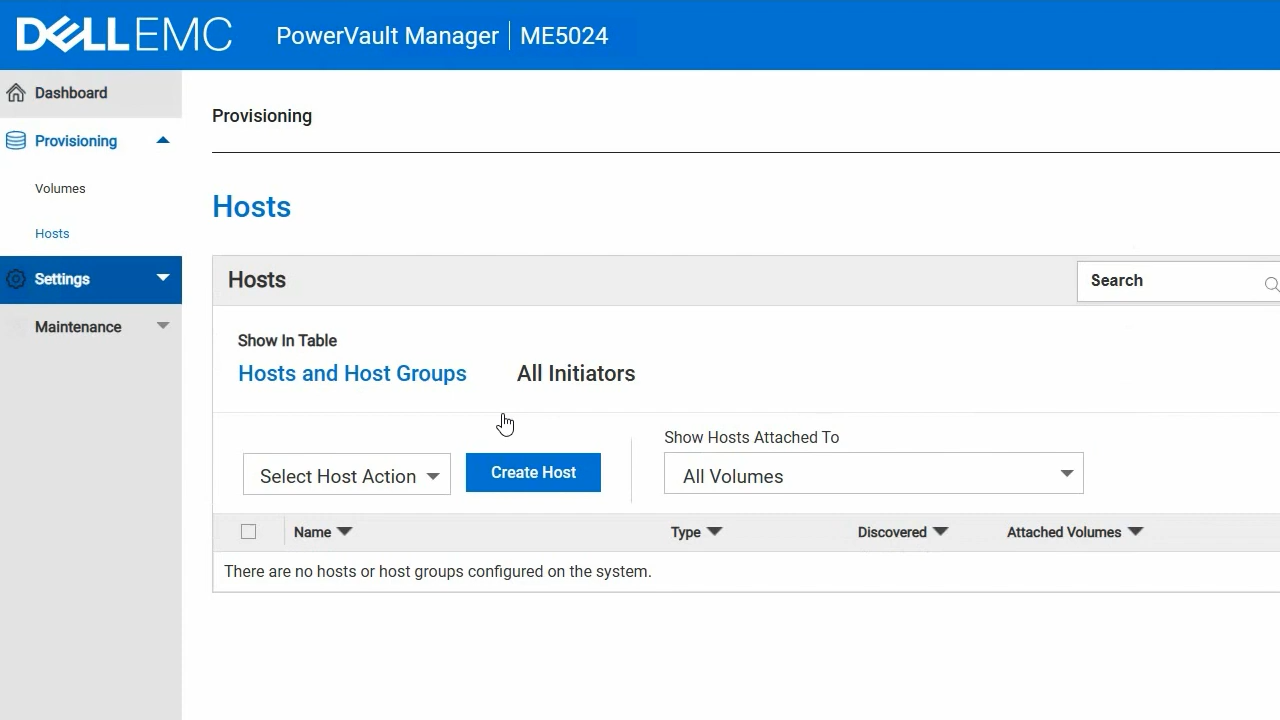 DELL EMC PowerVault Manager ME5024
Dashboard
Provisioning
Volumes
Hosts
Settings
Maintenance
Provisioning
Hosts
Hosts
Search
Show In Table
Hosts and Host Groups All Initiators
Show Hosts Attached To
Select Host Action Create Host All Volumes
Name Type Discovered Attached Volumes
There are no hosts or host groups configured on the system.